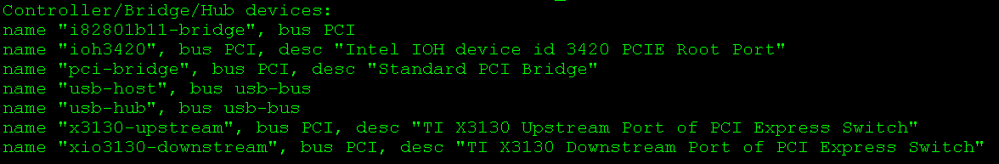 Controller/Bridge/Hub devices:
name "i82801b11-bridge", bus PCI
name "ioh3420", bus PCI, desc "Intel IOH device id 3420 PCIE Root Port"
name "pci-bridge", bus PCI, desc "Standard PCI Bridge"
name "usb-host", bus usb-bus
name "usb-hub", bus usb-bus
name "x3130-upstream", bus PCI, desc "TI X3130 Upstream Port of PCI Express Switch"
name "xio3130-downstream", bus PCI, desc "TI X3130 Downstream Port of PCI Express Switch"